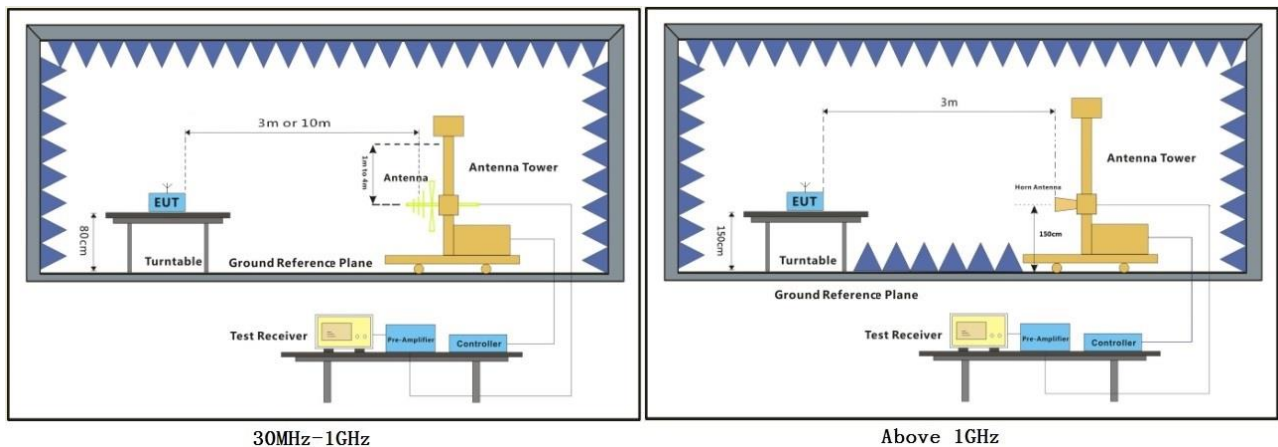 3m or 10m
1m to 4m
Antenna
Antenna Tower
EUT
80cm
Turntable
Ground Reference Plane
Test Receiver
Pre-Amplifier
Controller
30MHz-1GHz
3m
Antenna Tower
Horn Antenna
EUT
150cm
150cm
Turntable
Ground Reference Plane
Test Receiver
Pre-Amplifier
Controller
Above 1GHz